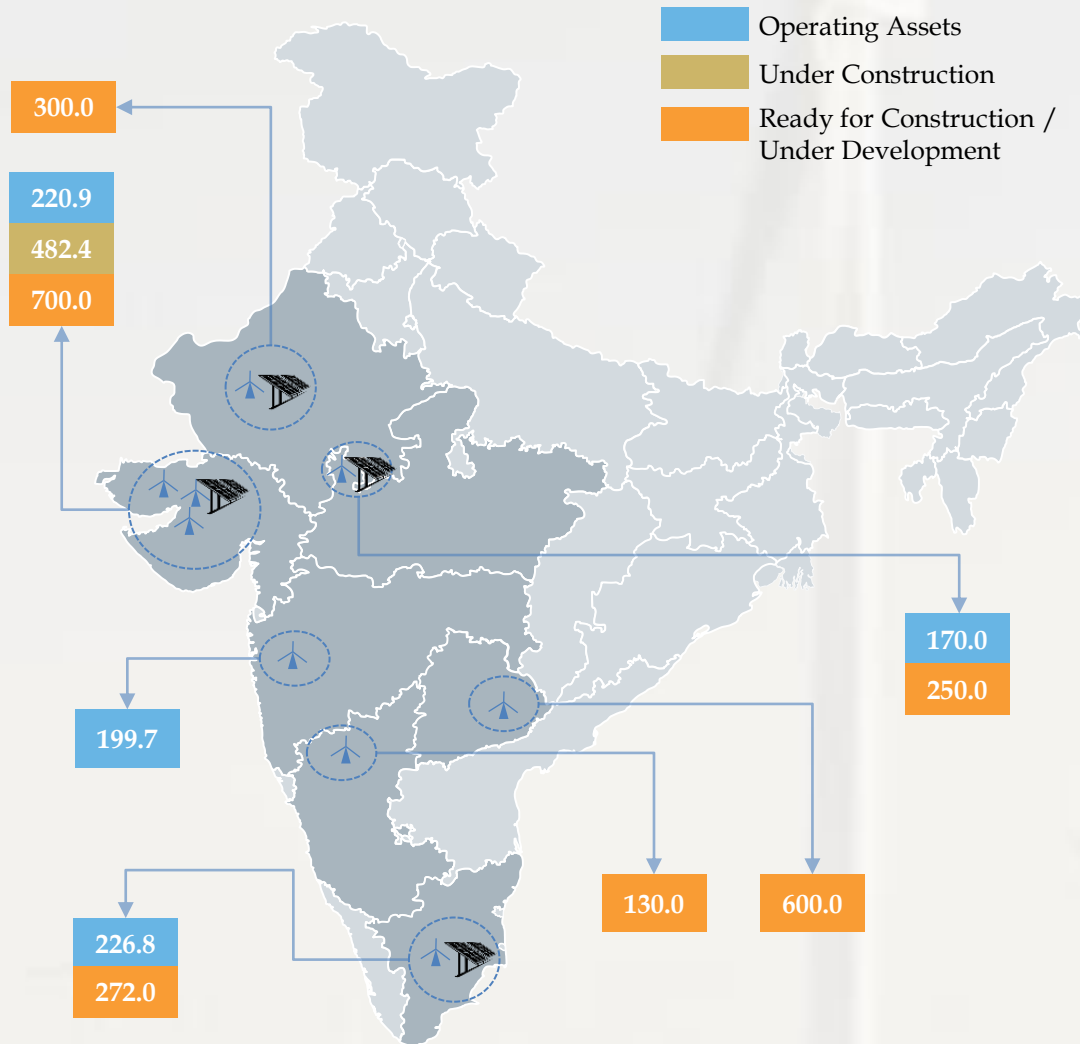 Operating Assets
Under Construction
Ready for Construction /
Under Development
300.0
220.9
482.4
700.0
170.0
250.0
199.7
130.0
600.0
226.8
272.0